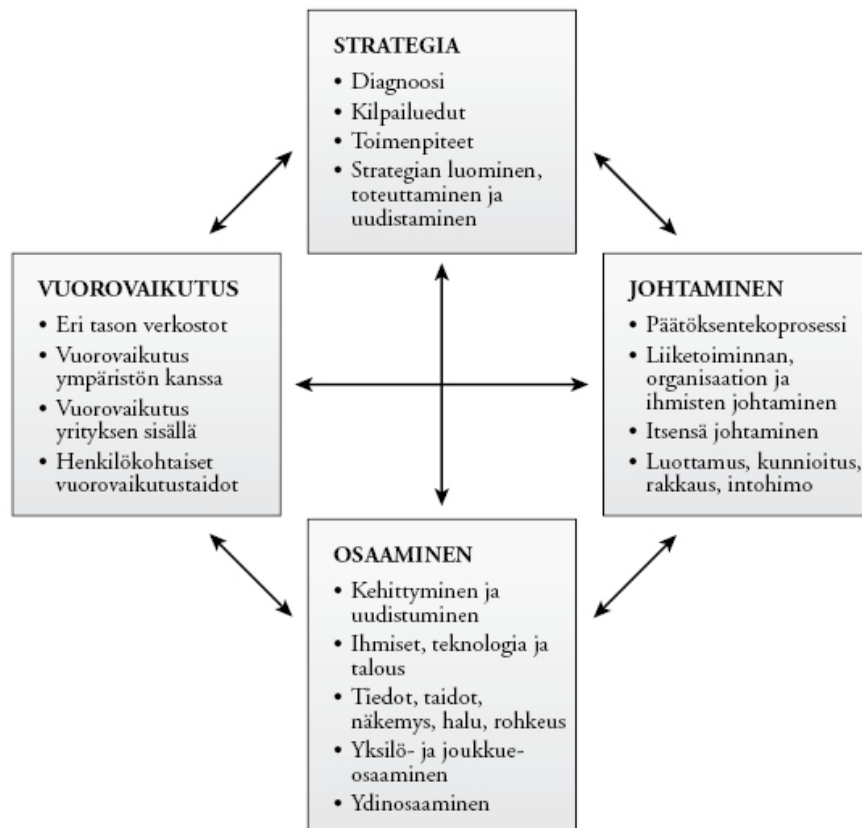 STRATEGIA
• Diagnoosi
• Kilpailuedut
• Toimenpiteet
• Strategian luominen,
toteuttaminen ja
uudistaminen
VUOROVAIKUTUS
• Eri tason verkostot
• Vuorovaikutus
ympäristön kanssa
• Vuorovaikutus
yrityksen sisällä
• Henkilökohtaiset
vuorovaikutustaidot
JOHTAMINEN
• Päätöksentekoprosessi
• Liiketoiminnan,
organisaation ja
ihmisten johtaminen
• Itsensä johtaminen
• Luottamus, kunnioitus,
rakkaus, intohimo
OSAAMINEN
• Kehittyminen ja
uudistuminen
• Ihmiset, teknologia ja
talous
• Tiedot, taidot,
näkemys, halu, rohkeus
• Yksilö- ja joukkue-
osaaminen
• Ydinosaaminen